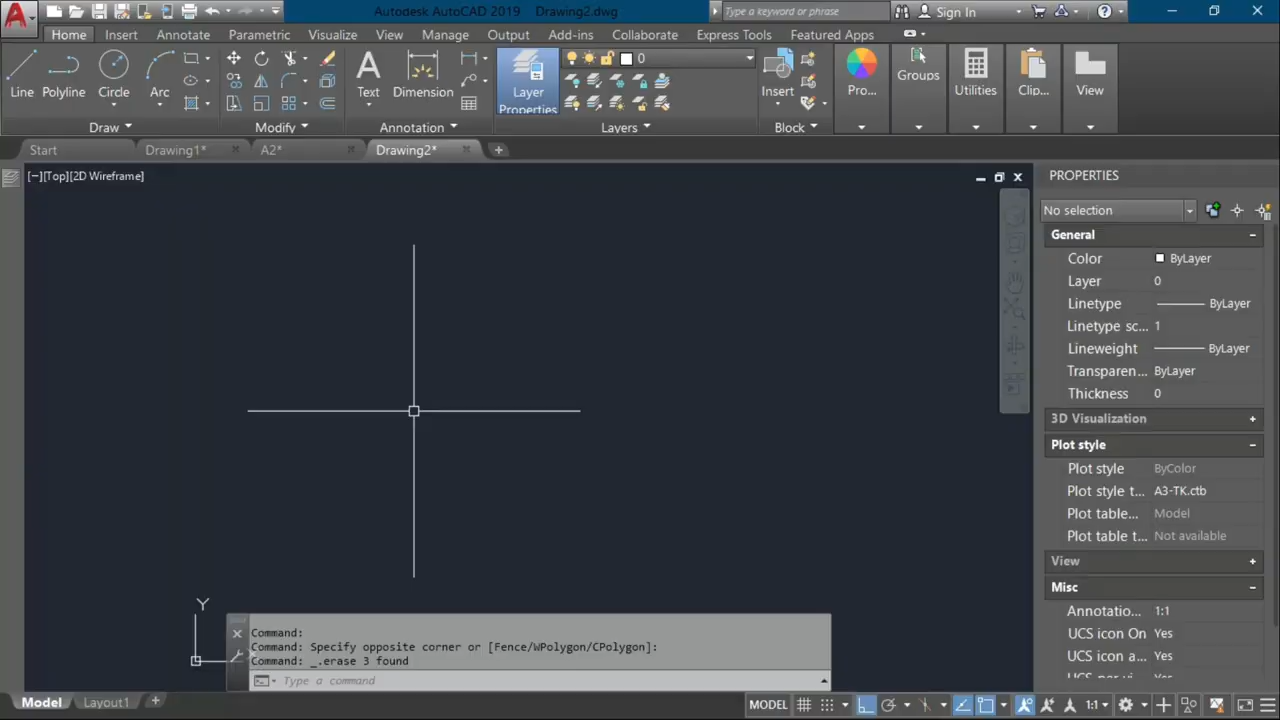 Autodesk AutoCAD 2019 Drawing2.dwg
Type a keyword or phrase
Sign In
Home Insert Annotate Parametric Visualize View Manage Output Add-ins Collaborate Express Tools Featured Apps
0
Line Polyline Circle Arc Text Dimension Layer Properties Insert Pro... Groups Utilities Clip... View
Draw Modify Annotation Layers Block
Start Drawing1* A2* Drawing2*
[−][Top][2D Wireframe]
PROPERTIES
No selection
General
Color ByLayer
Layer 0
Linetype ByLayer
Linetype sc... 1
Lineweight ByLayer
Transparen... ByLayer
Thickness 0
3D Visualization
Plot style
Plot style ByColor
Plot style t... A3-TK.ctb
Plot table... Model
Plot table t... Not available
View
Misc
Annotatio... 1:1
UCS icon On Yes
UCS icon a... Yes
Y
Command:
Command: Specify opposite corner or [Fence/WPolygon/CPolygon]:
Command: _.erase 3 found
Type a command
Model Layout1
MODEL 1:1